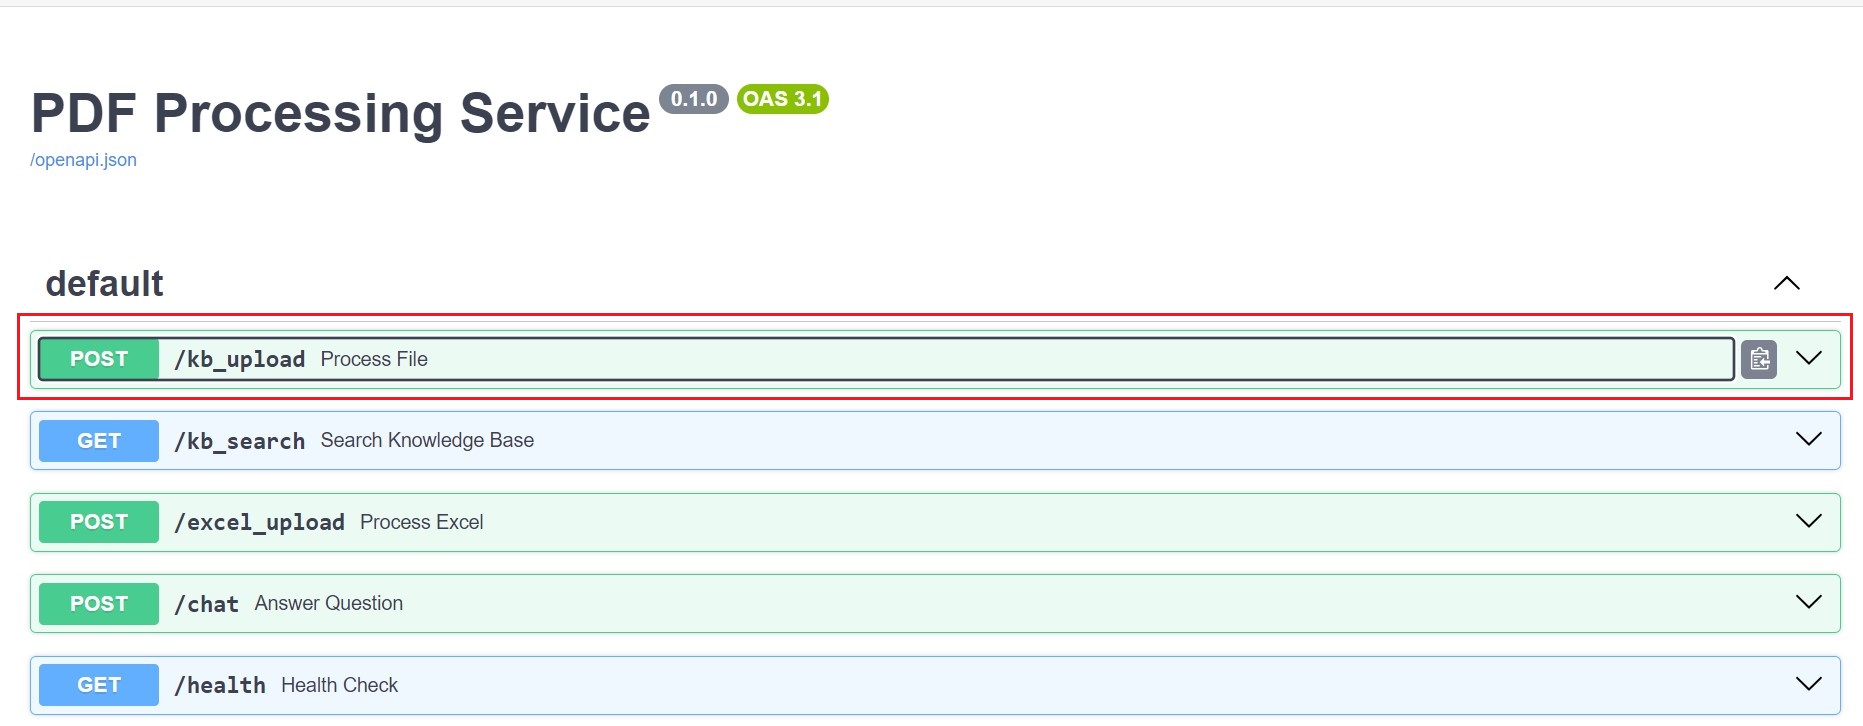 PDF Processing Service 0.1.0 OAS 3.1
/openapi.json
default
POST /kb_upload Process File
GET /kb_search Search Knowledge Base
POST /excel_upload Process Excel
POST /chat Answer Question
GET /health Health Check